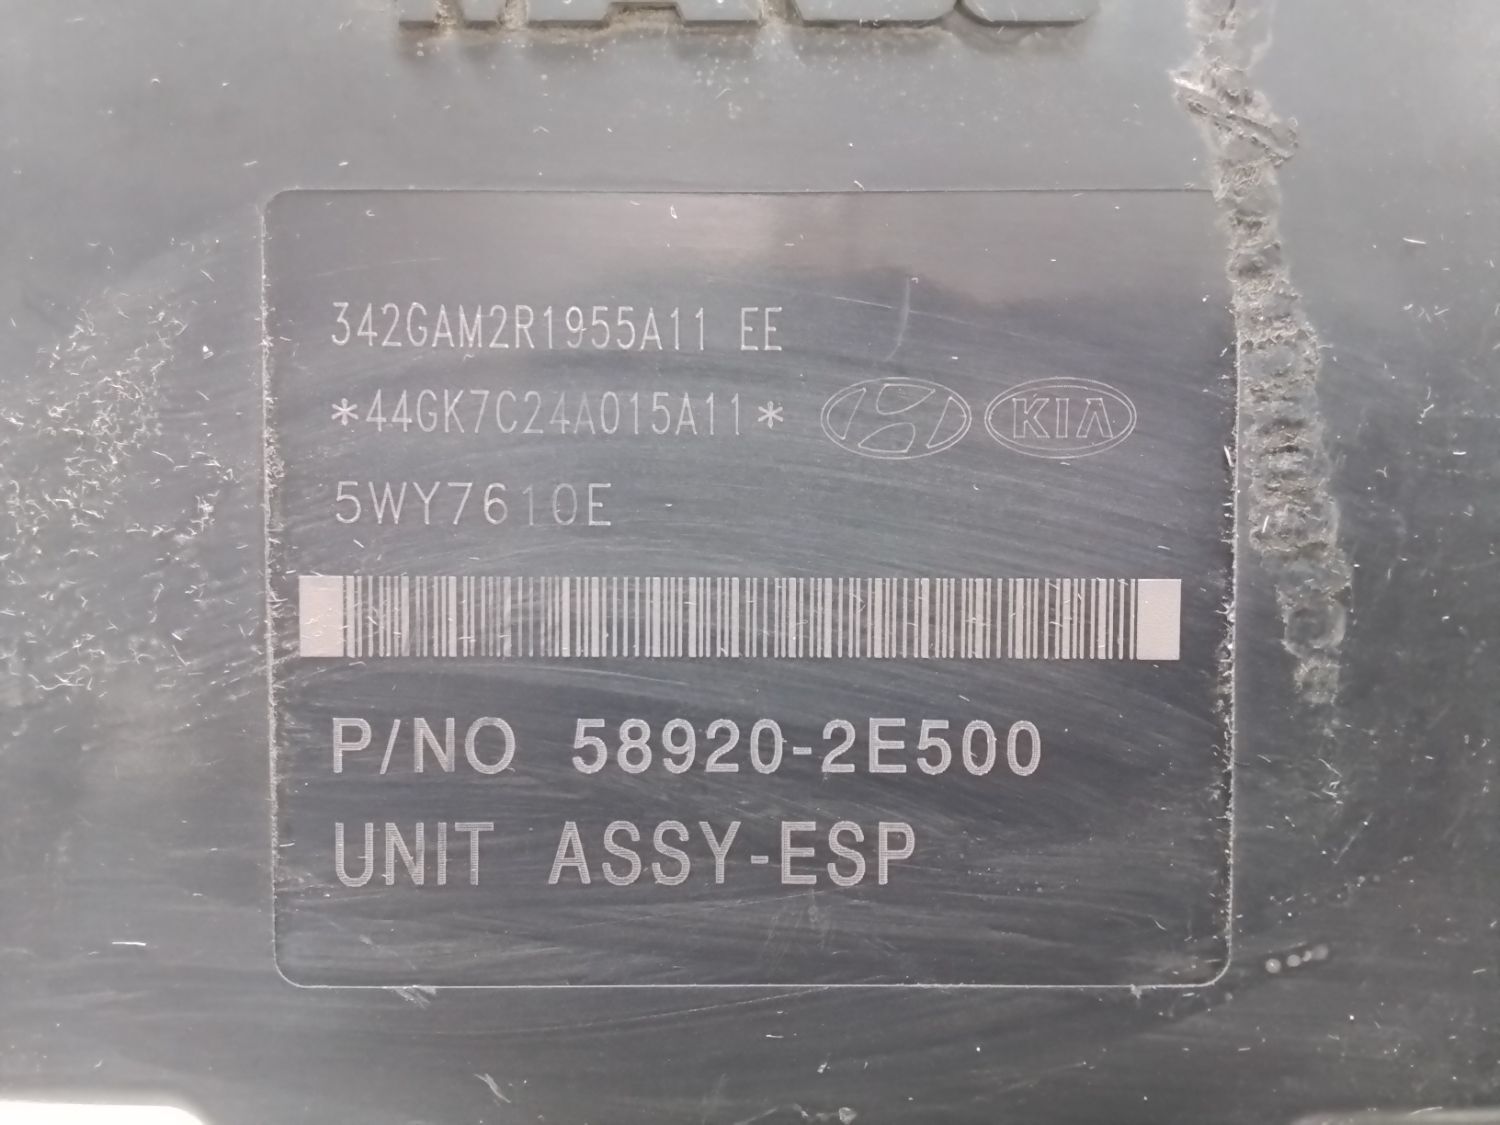 342GAM2R1955A11 EE
*44GK7C24A015A11*
KIA
5WY7610E
P/NO 58920-2E500
UNIT ASSY-ESP